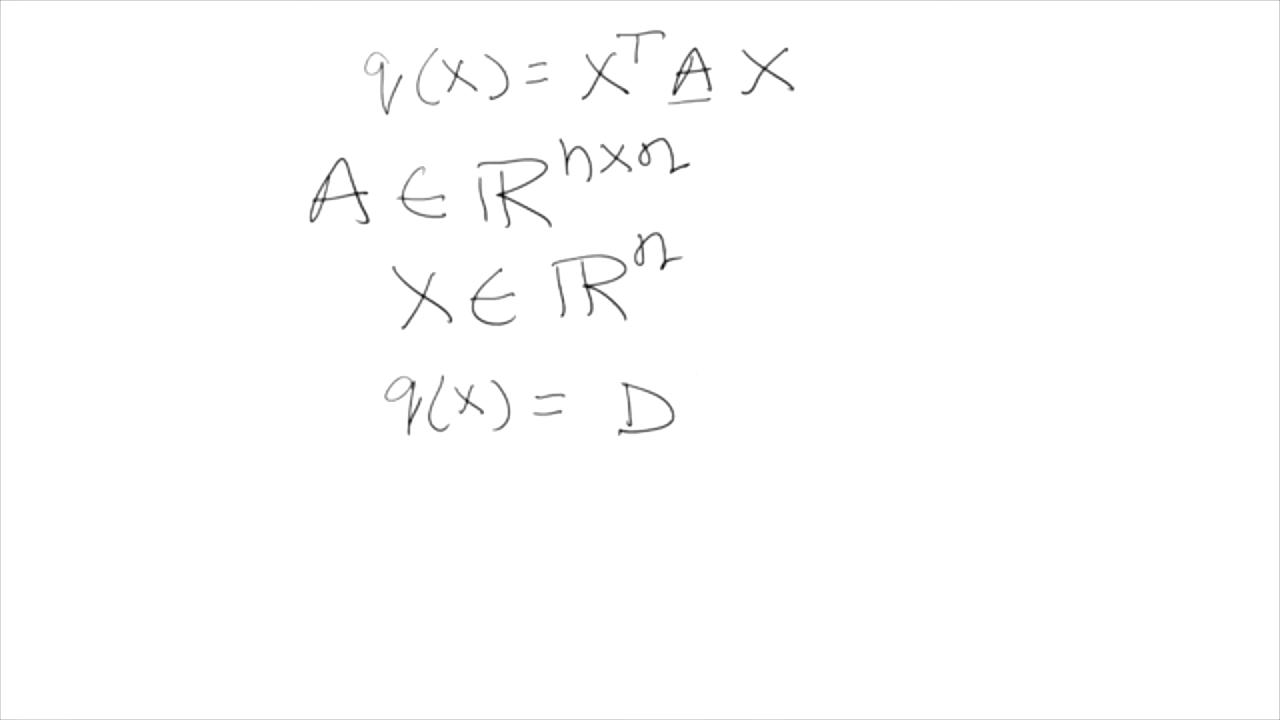 q(x) = x^T A x
A ∈ ℝ^{n×n}
x ∈ ℝ^n
q(x) = D